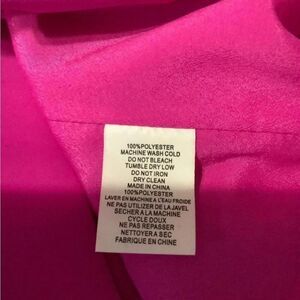 100%POLYESTER
MACHINE WASH COLD
DO NOT BLEACH
TUMBLE DRY LOW
DO NOT IRON
DRY CLEAN
MADE IN CHINA
100%POLYESTER
LAVER EN MACHINE A L'EAU FROIDE
NE PAS UTILIZER DE LA JAVEL
SECHER A LA MACHINE
CYCLE DOUX
NE PAS REPASSER
NETTOYER A SEC
FABRIQUE EN CHINE